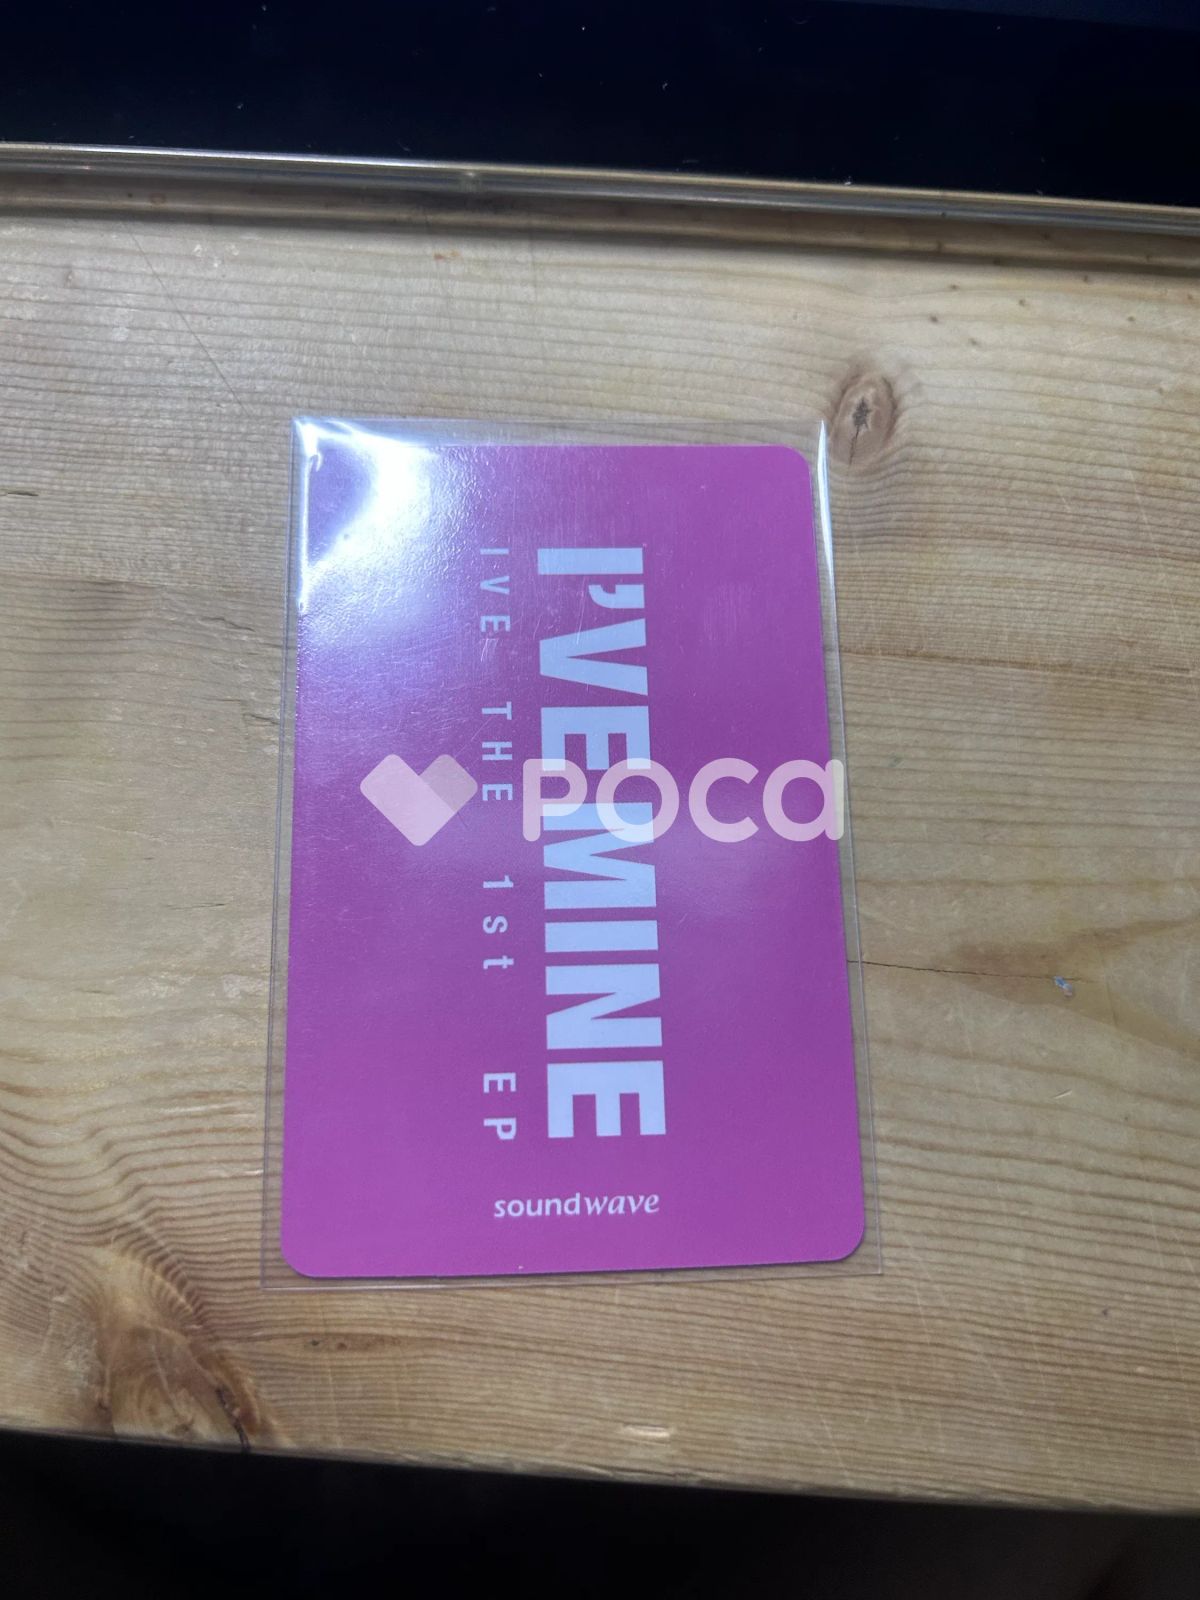 I'VE MINE
IVE THE 1st EP
soundwave
POCA